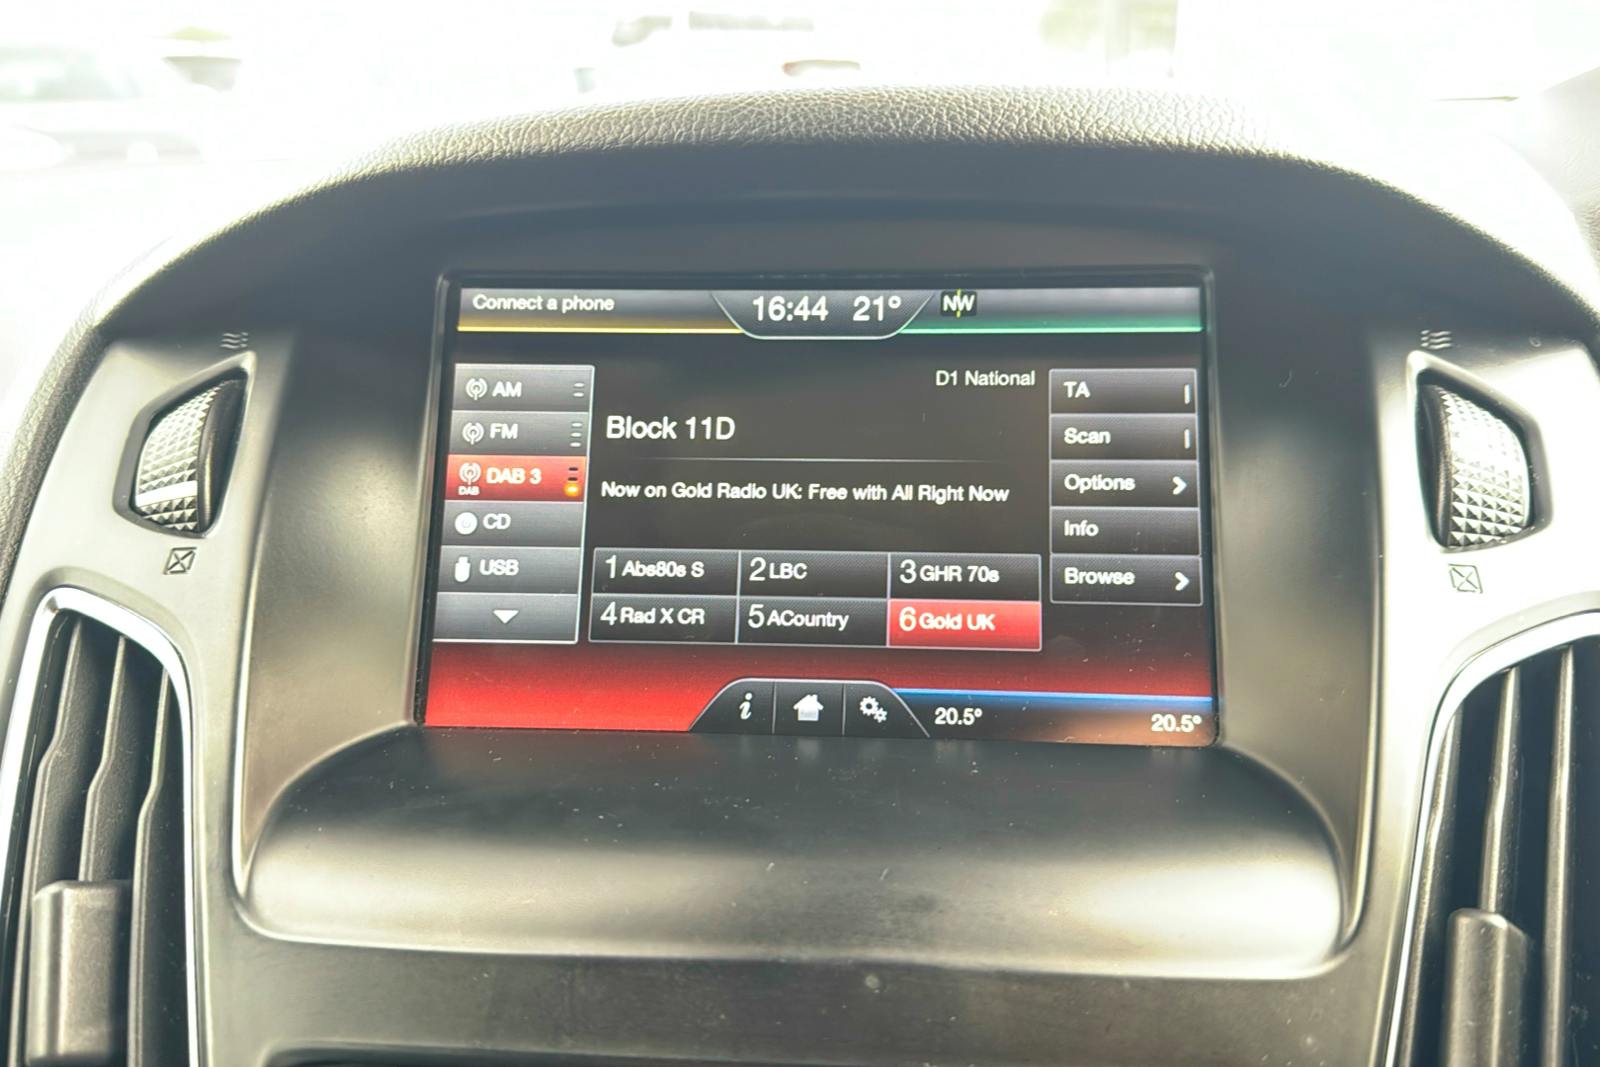 Connect a phone
16:44 21° NW
AM
FM
DAB 3
DAB
CD
USB
D1 National
Block 11D
Now on Gold Radio UK: Free with All Right Now
1 Abs80s S
2 LBC
3 GHR 70s
4 Rad X CR
5 ACountry
6 Gold UK
TA
Scan
Options
Info
Browse
i
20.5°
20.5°